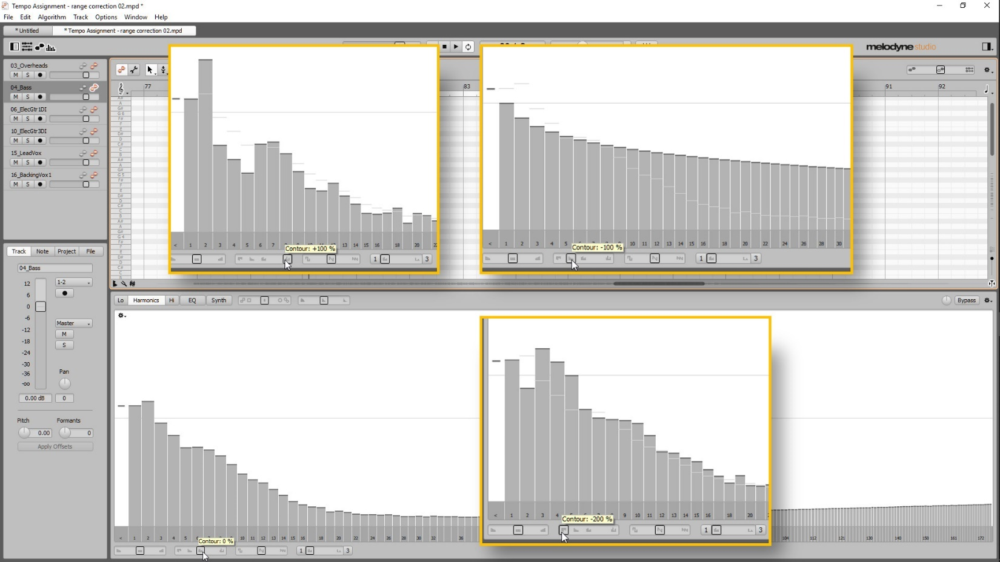 Tempo Assignment - range correction 02.mpd *
File Edit Algorithm Track Options Window Help
* Untitled
* Tempo Assignment - range correction 02.mpd
melodyne studio
03_Overheads
M S
04_Bass
M S
06_ElecGtr1DI
M S
10_ElecGtr3DI
M S
15_LeadVox
M S
16_BackingVox1
M S
77 83 91 92
A
G#
G 6
F#
F
E
D#
D
C#
C
B
A#
A
G#
G 5
F#
F
E
D#
D
C#
C
B
A#
A
G#
G 4
F#
F
E
D#
D
C#
C
< 1 2 3 4 5 6 7 10 11 12 13 14 15 16 18 20
Contour: +100 %
1 3
< 1 2 3 4 5 10 11 12 13 14 15 16 18 20 22 24 26 28 30
Contour: -100 %
1 3
Track Note Project File
04_Bass
12
6
0
-6
-12
-18
-24
-30
-36
-oo
1-2
Master
M
S
Pan
0.00 dB 0
Pitch Formants
0.00 0
Apply Offsets
Lo Harmonics Hi EQ Synth
Bypass
< 1 2 3 4 9 10 11 12 13 14 15 16 18 20
Contour: -200 %
1 3
< 1 2 3 4 5 10 11 12 13 14 15 16 18 20 22 24 26 28 30 32 36 104 112 121 130 140 150 161 172
Contour: 0 %
1 3